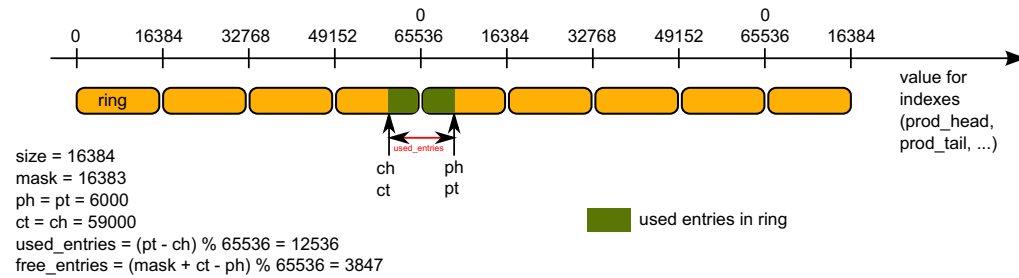 0 0
0 16384 32768 49152 65536 16384 32768 49152 65536 16384
ring
value for
indexes
(prod_head,
prod_tail, ...)
used_entries
ch
ct
ph
pt
size = 16384
mask = 16383
ph = pt = 6000
ct = ch = 59000
used_entries = (pt - ch) % 65536 = 12536
free_entries = (mask + ct - ph) % 65536 = 3847
used entries in ring